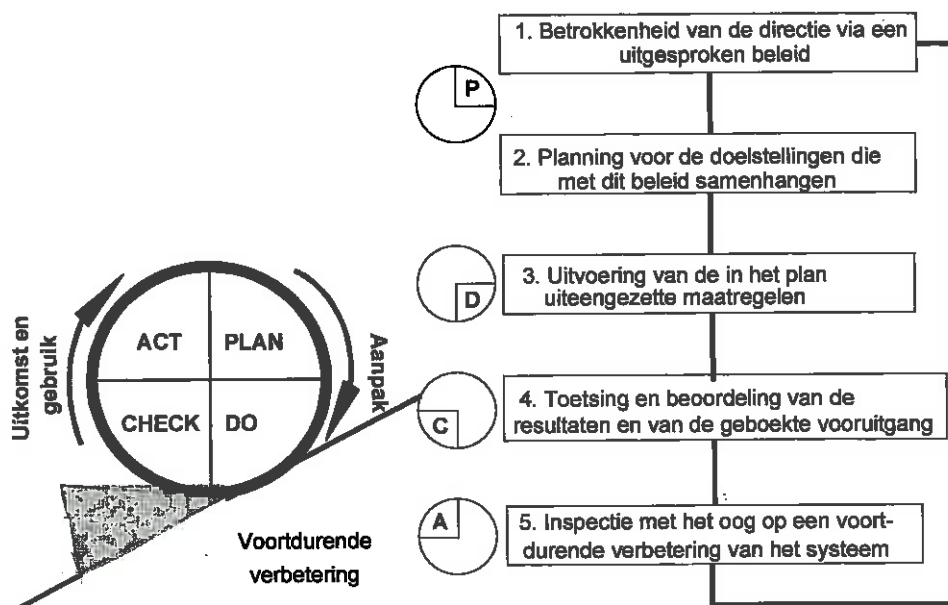 Uitkomst en
gebruik
ACT
PLAN
CHECK
DO
Aanpak
Voortdurende
verbetering
P
1. Betrokkenheid van de directie via een
uitgesproken beleid
2. Planning voor de doelstellingen die
met dit beleid samenhangen
D
3. Uitvoering van de in het plan
uiteengezette maatregelen
C
4. Toetsing en beoordeling van de
resultaten en van de geboekte vooruitgang
A
5. Inspectie met het oog op een voort-
durende verbetering van het systeem